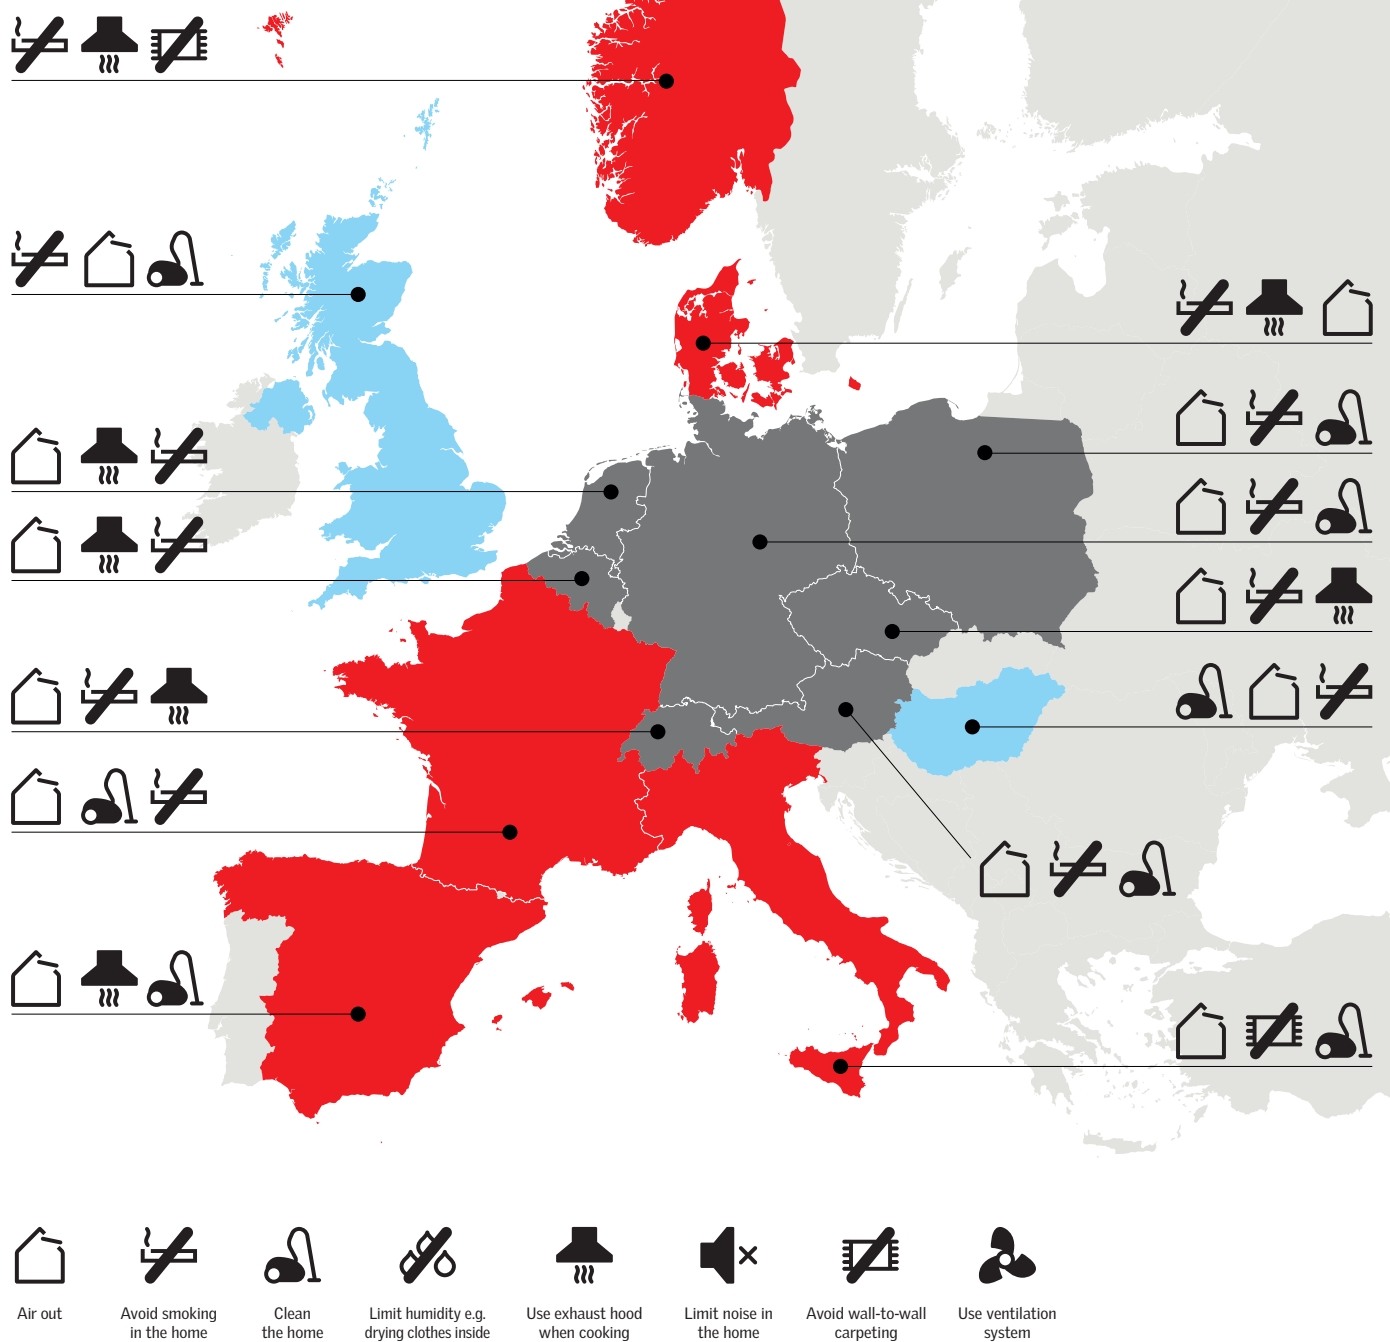 Air out
Avoid smoking
in the home
Clean
the home
Limit humidity e.g.
drying clothes inside
Use exhaust hood
when cooking
Limit noise in
the home
Avoid wall-to-wall
carpeting
Use ventilation
system